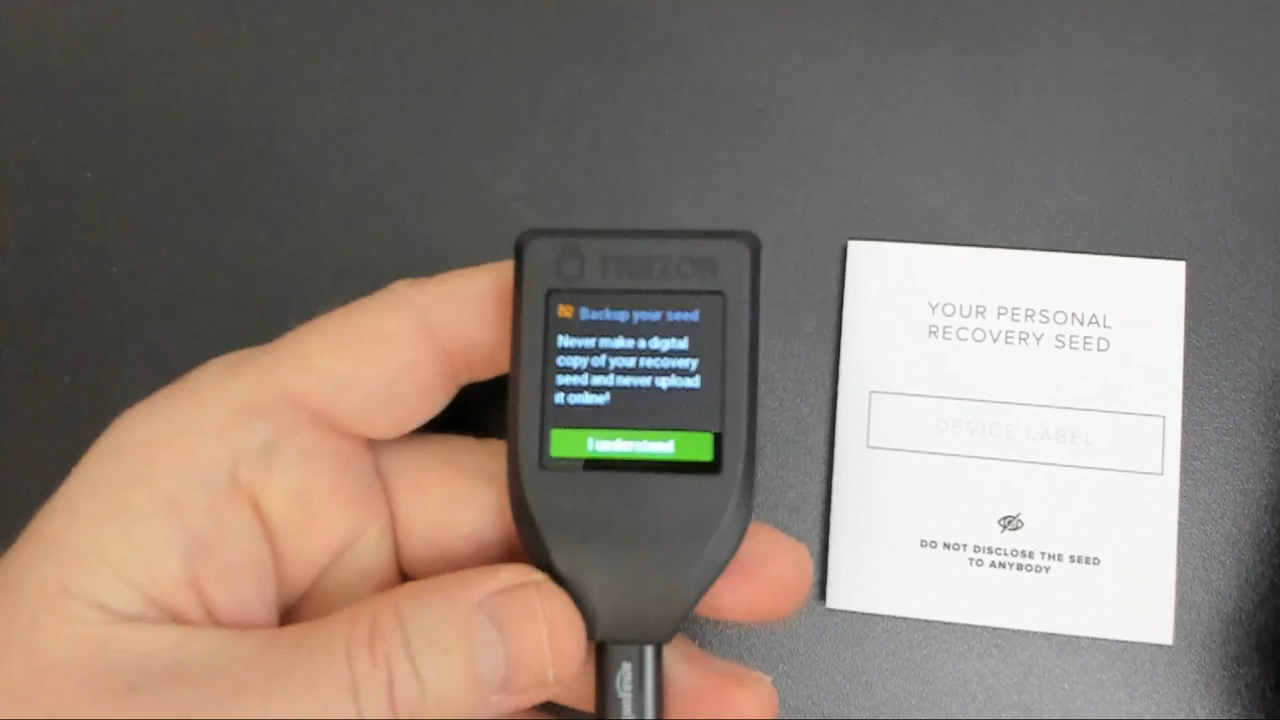 TREZOR
Backup your seed
Never make a digital
copy of your recovery
seed and never upload
it online!
I understand
YOUR PERSONAL
RECOVERY SEED
DEVICE LABEL
DO NOT DISCLOSE THE SEED
TO ANYBODY